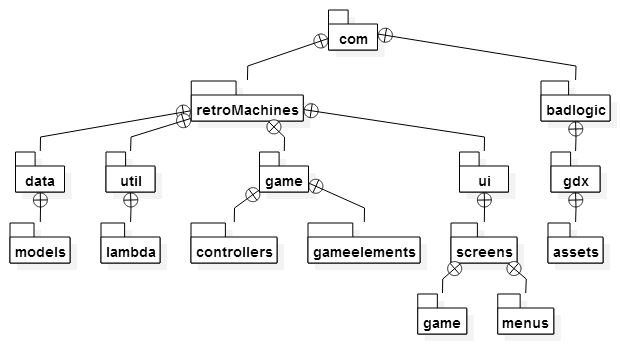 com
retroMachines
badlogic
data
util
game
ui
gdx
models
lambda
controllers
gameelements
screens
assets
game
menus